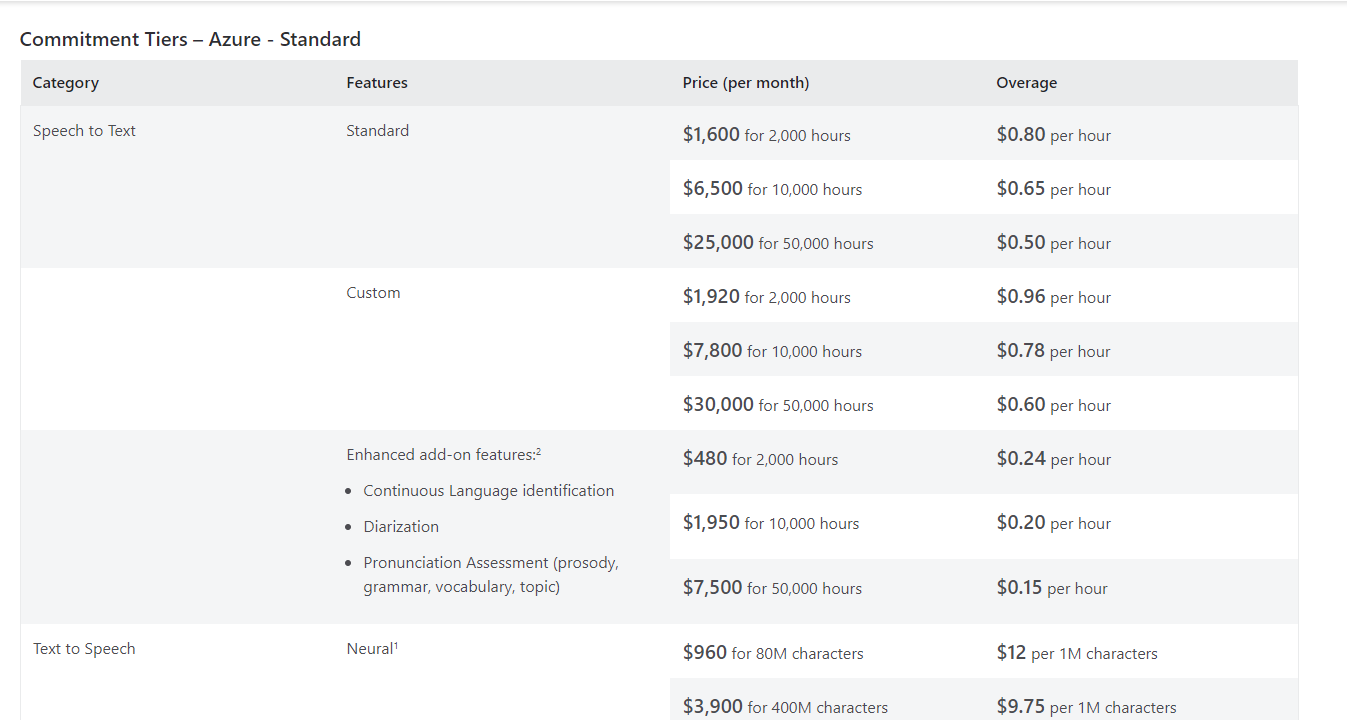 Commitment Tiers – Azure - Standard
Category Features Price (per month) Overage
Speech to Text Standard $1,600 for 2,000 hours $0.80 per hour
$6,500 for 10,000 hours $0.65 per hour
$25,000 for 50,000 hours $0.50 per hour
Custom $1,920 for 2,000 hours $0.96 per hour
$7,800 for 10,000 hours $0.78 per hour
$30,000 for 50,000 hours $0.60 per hour
Enhanced add-on features:² $480 for 2,000 hours $0.24 per hour
• Continuous Language identification
• Diarization $1,950 for 10,000 hours $0.20 per hour
• Pronunciation Assessment (prosody,
grammar, vocabulary, topic) $7,500 for 50,000 hours $0.15 per hour
Text to Speech Neural¹ $960 for 80M characters $12 per 1M characters
$3,900 for 400M characters $9.75 per 1M characters